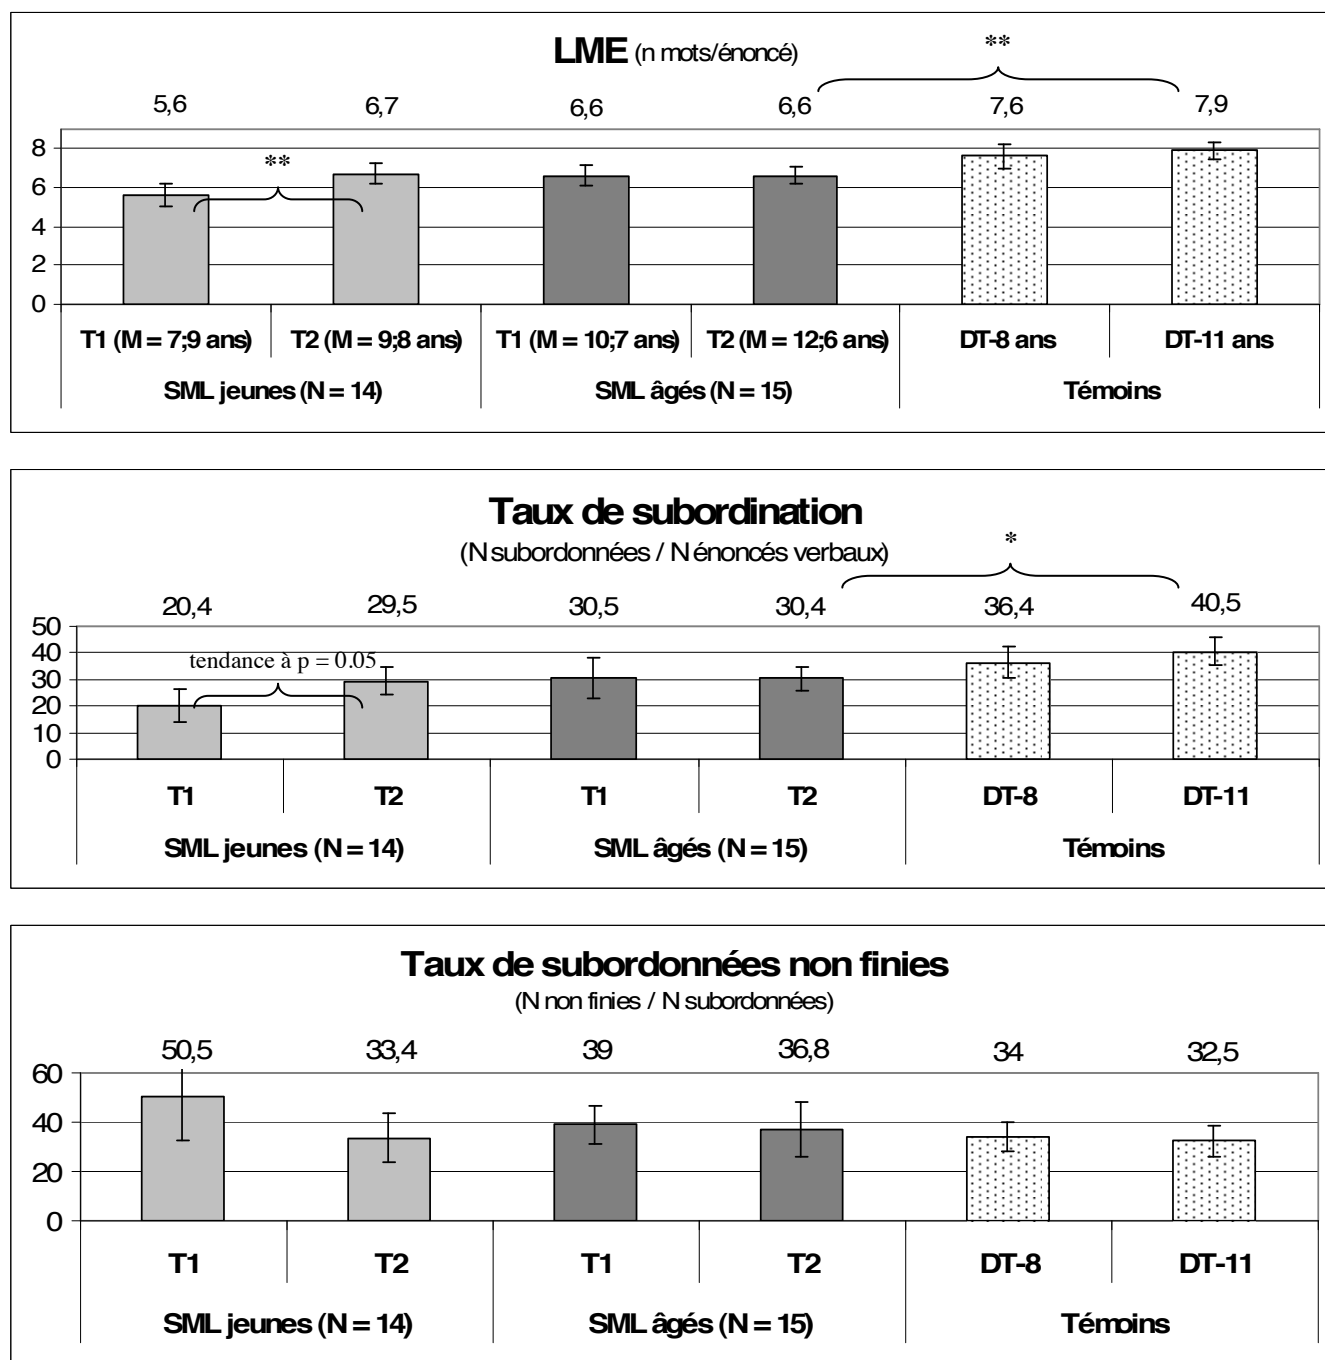 LME (n mots/énoncé)
**
5,6 6,7 6,6 6,6 7,6 7,9
8
**
6
4
2
0
T1 (M = 7;9 ans) T2 (M = 9;8 ans) T1 (M = 10;7 ans) T2 (M = 12;6 ans) DT-8 ans DT-11 ans
SML jeunes (N = 14) SML âgés (N = 15) Témoins
Taux de subordination
(N subordonnées / N énoncés verbaux)
*
20,4 29,5 30,5 30,4 36,4 40,5
50
40
tendance à p = 0.05
30
20
10
0
T1 T2 T1 T2 DT-8 DT-11
SML jeunes (N = 14) SML âgés (N = 15) Témoins
Taux de subordonnées non finies
(N non finies / N subordonnées)
50,5 33,4 39 36,8 34 32,5
60
40
20
0
T1 T2 T1 T2 DT-8 DT-11
SML jeunes (N = 14) SML âgés (N = 15) Témoins